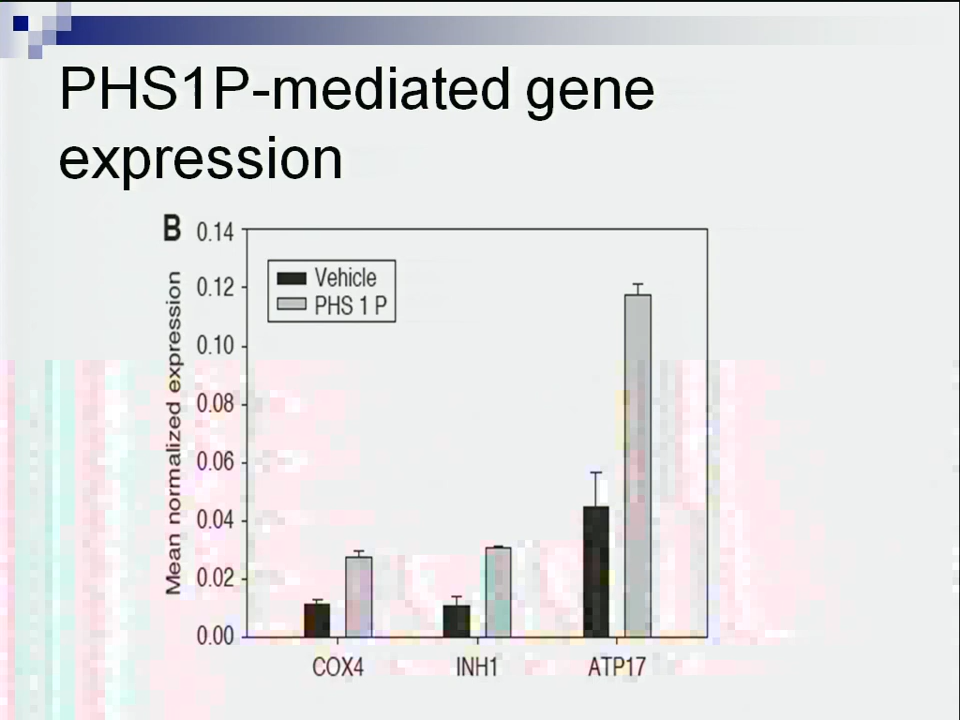 PHS1P-mediated gene
expression
B
0.14
0.12
0.10
0.08
0.06
0.04
0.02
0.00
Mean normalized expression
Vehicle
PHS 1 P
COX4 INH1 ATP17